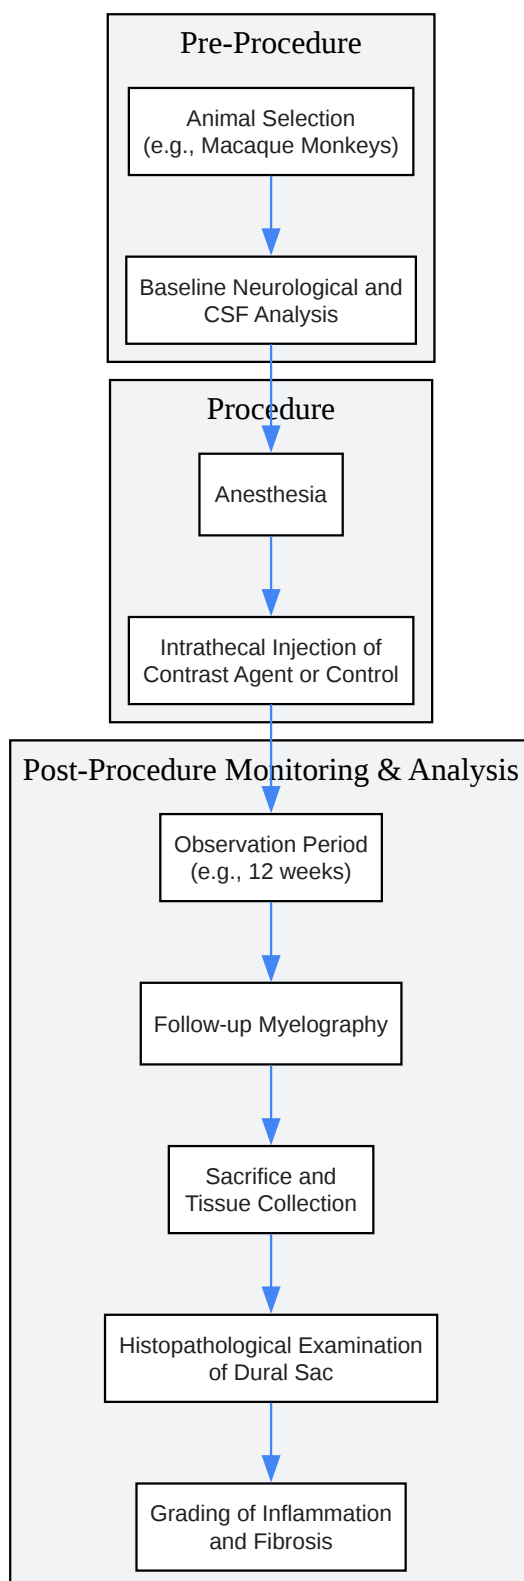 Pre-Procedure
Animal Selection
(e.g., Macaque Monkeys)
Baseline Neurological and
CSF Analysis
Procedure
Anesthesia
Intrathecal Injection of
Contrast Agent or Control
Post-Procedure Monitoring & Analysis
Observation Period
(e.g., 12 weeks)
Follow-up Myelography
Sacrifice and
Tissue Collection
Histopathological Examination
of Dural Sac
Grading of Inflammation
and Fibrosis